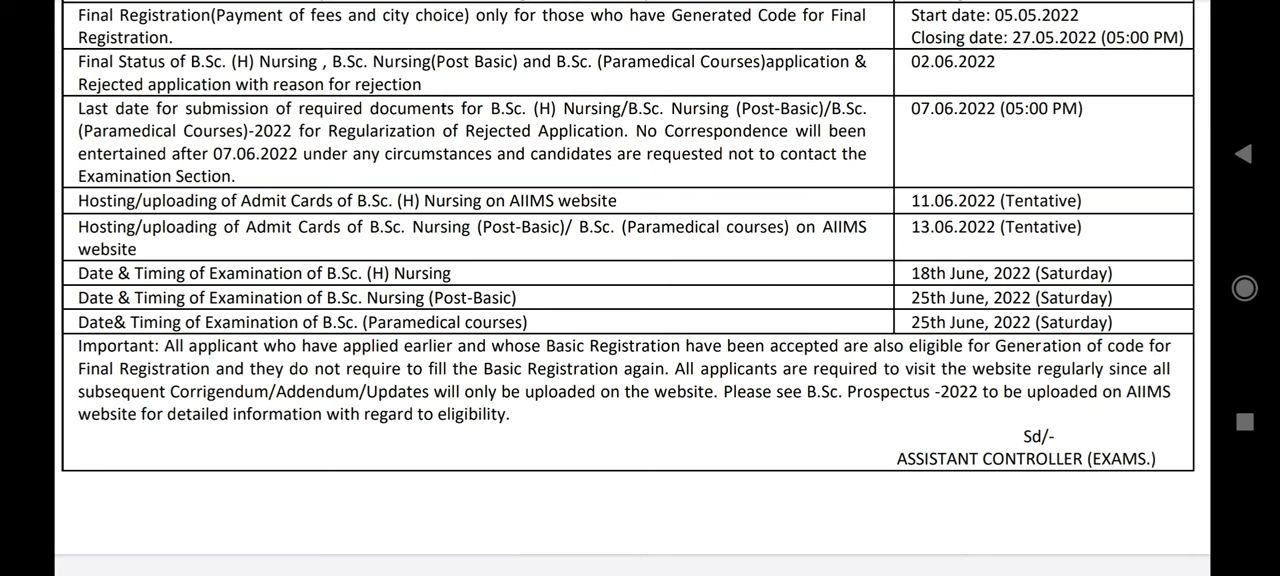 Final Registration(Payment of fees and city choice) only for those who have Generated Code for Final
Registration.
Start date: 05.05.2022
Closing date: 27.05.2022 (05:00 PM)
Final Status of B.Sc. (H) Nursing , B.Sc. Nursing(Post Basic) and B.Sc. (Paramedical Courses)application &
Rejected application with reason for rejection
02.06.2022
Last date for submission of required documents for B.Sc. (H) Nursing/B.Sc. Nursing (Post-Basic)/B.Sc.
(Paramedical Courses)-2022 for Regularization of Rejected Application. No Correspondence will been
entertained after 07.06.2022 under any circumstances and candidates are requested not to contact the
Examination Section.
07.06.2022 (05:00 PM)
Hosting/uploading of Admit Cards of B.Sc. (H) Nursing on AIIMS website
11.06.2022 (Tentative)
Hosting/uploading of Admit Cards of B.Sc. Nursing (Post-Basic)/ B.Sc. (Paramedical courses) on AIIMS
website
13.06.2022 (Tentative)
Date & Timing of Examination of B.Sc. (H) Nursing
18th June, 2022 (Saturday)
Date & Timing of Examination of B.Sc. Nursing (Post-Basic)
25th June, 2022 (Saturday)
Date& Timing of Examination of B.Sc. (Paramedical courses)
25th June, 2022 (Saturday)
Important: All applicant who have applied earlier and whose Basic Registration have been accepted are also eligible for Generation of code for
Final Registration and they do not require to fill the Basic Registration again. All applicants are required to visit the website regularly since all
subsequent Corrigendum/Addendum/Updates will only be uploaded on the website. Please see B.Sc. Prospectus -2022 to be uploaded on AIIMS
website for detailed information with regard to eligibility.
Sd/-
ASSISTANT CONTROLLER (EXAMS.)